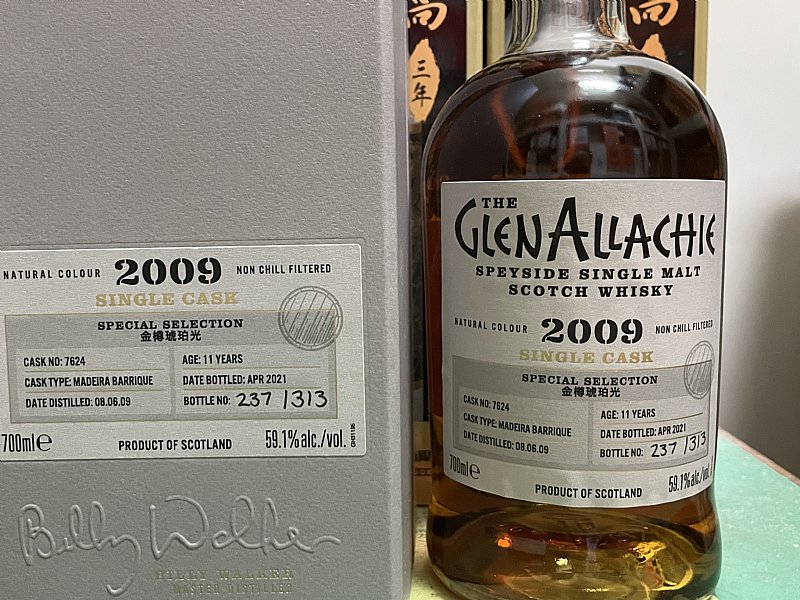 NATURAL COLOUR 2009 NON CHILL FILTERED
SINGLE CASK
SPECIAL SELECTION
金樽琥珀光
CASK NO: 7624
AGE: 11 YEARS
CASK TYPE: MADEIRA BARRIQUE
DATE BOTTLED: APR 2021
DATE DISTILLED: 08.06.09
BOTTLE NO: 237 / 313
700ml℮ PRODUCT OF SCOTLAND 59.1% alc./vol.
Billy Walker
BILLY WALKER
MASTER DISTILLER
尚
三年
THE
GLENALLACHIE
SPEYSIDE SINGLE MALT
SCOTCH WHISKY
NATURAL COLOUR 2009 NON CHILL FILTERED
SINGLE CASK
SPECIAL SELECTION
金樽琥珀光
CASK NO: 7624
AGE: 11 YEARS
CASK TYPE: MADEIRA BARRIQUE
DATE BOTTLED: APR 2021
DATE DISTILLED: 08.06.09
BOTTLE NO: 237 / 313
700ml℮ PRODUCT OF SCOTLAND 59.1% alc./vol.
尚